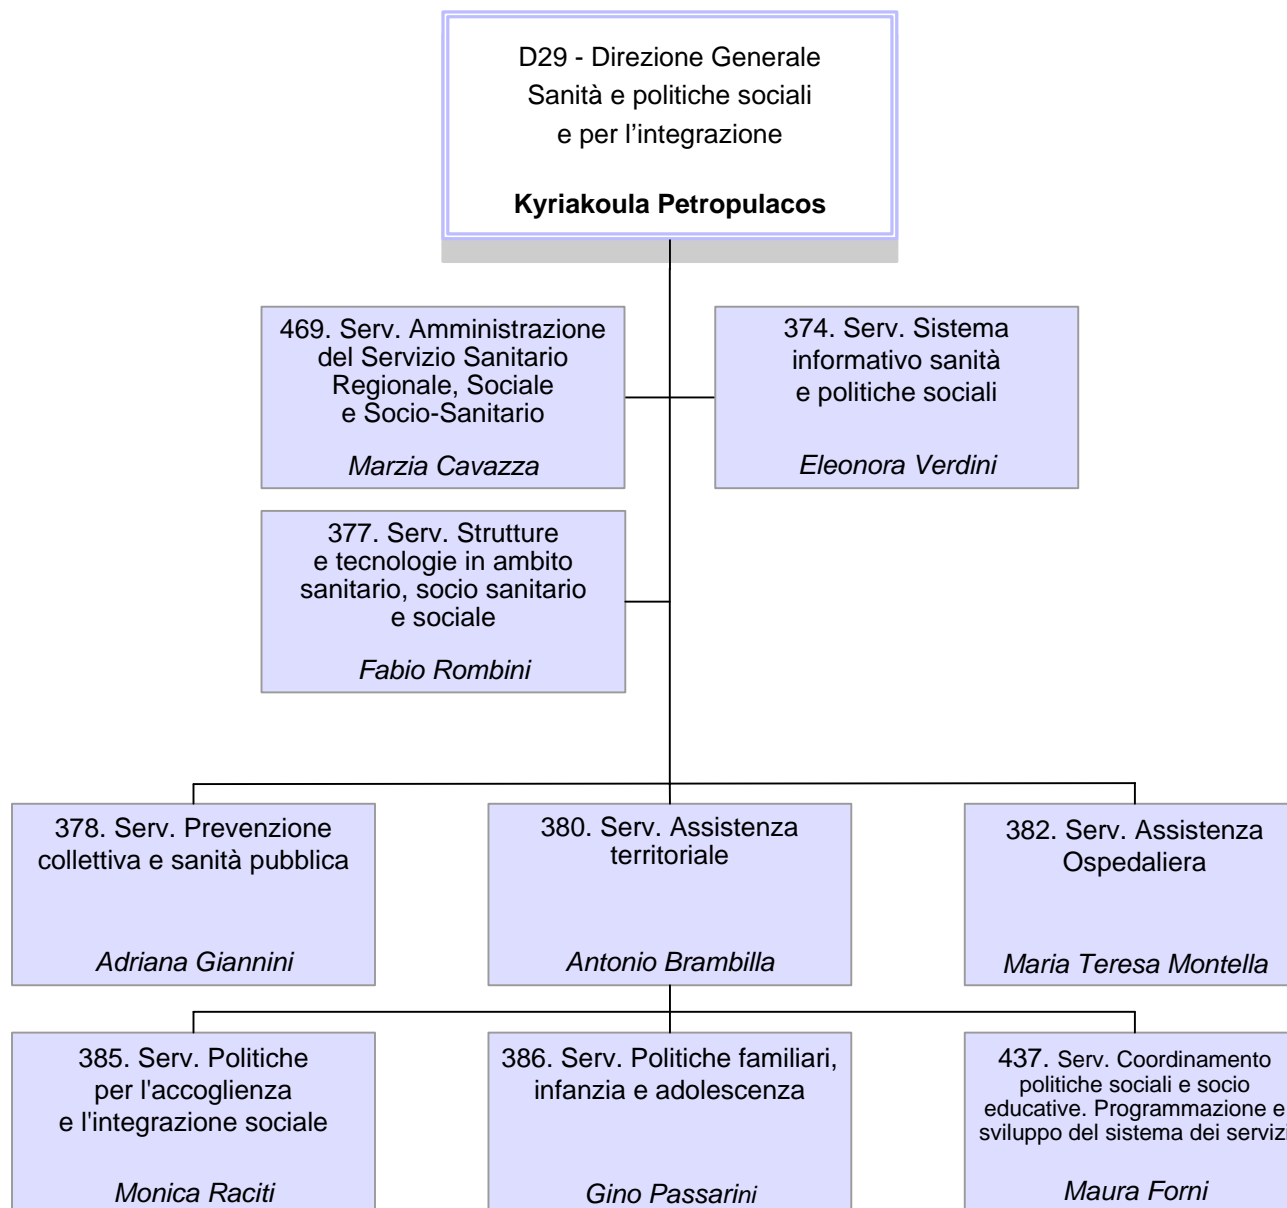 D29 - Direzione Generale
Sanità e politiche sociali
e per l’integrazione
Kyriakoula Petropulacos
469. Serv. Amministrazione
del Servizio Sanitario
Regionale, Sociale
e Socio-Sanitario
Marzia Cavazza
374. Serv. Sistema
informativo sanità
e politiche sociali
Eleonora Verdini
377. Serv. Strutture
e tecnologie in ambito
sanitario, socio sanitario
e sociale
Fabio Rombini
378. Serv. Prevenzione
collettiva e sanità pubblica
Adriana Giannini
380. Serv. Assistenza
territoriale
Antonio Brambilla
382. Serv. Assistenza
Ospedaliera
Maria Teresa Montella
385. Serv. Politiche
per l'accoglienza
e l'integrazione sociale
Monica Raciti
386. Serv. Politiche familiari,
infanzia e adolescenza
Gino Passarini
437. Serv. Coordinamento
politiche sociali e socio
educative. Programmazione e
sviluppo del sistema dei servizi
Maura Forni